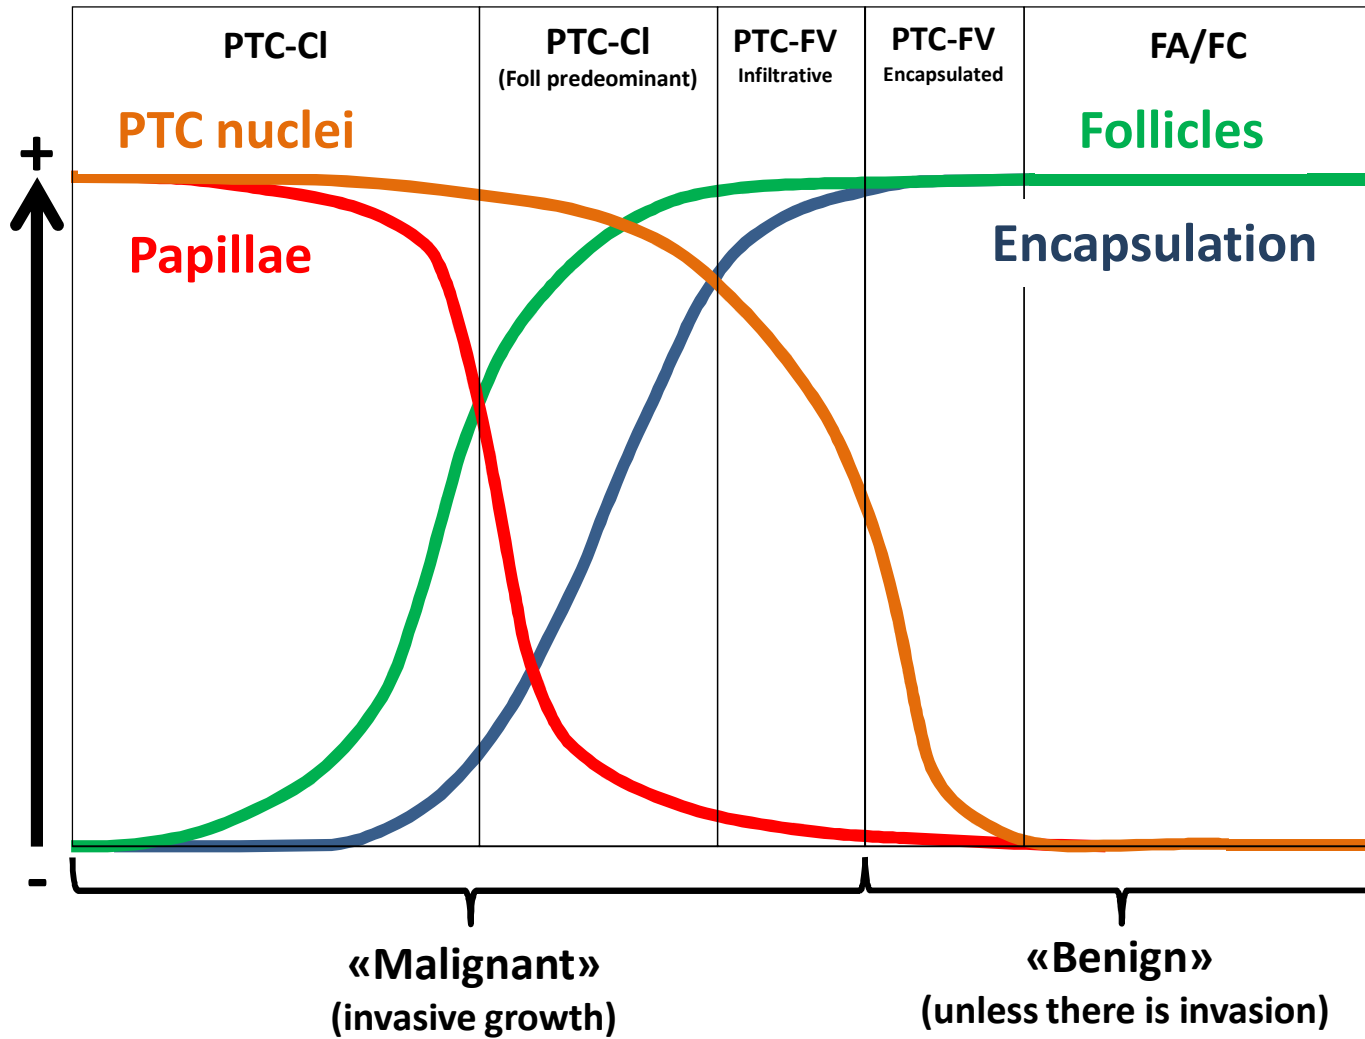 PTC-Cl
PTC-Cl
(Foll predeominant)
PTC-FV
Infiltrative
PTC-FV
Encapsulated
FA/FC
PTC nuclei
Follicles
+
Papillae
Encapsulation
-
«Malignant»
(invasive growth)
«Benign»
(unless there is invasion)